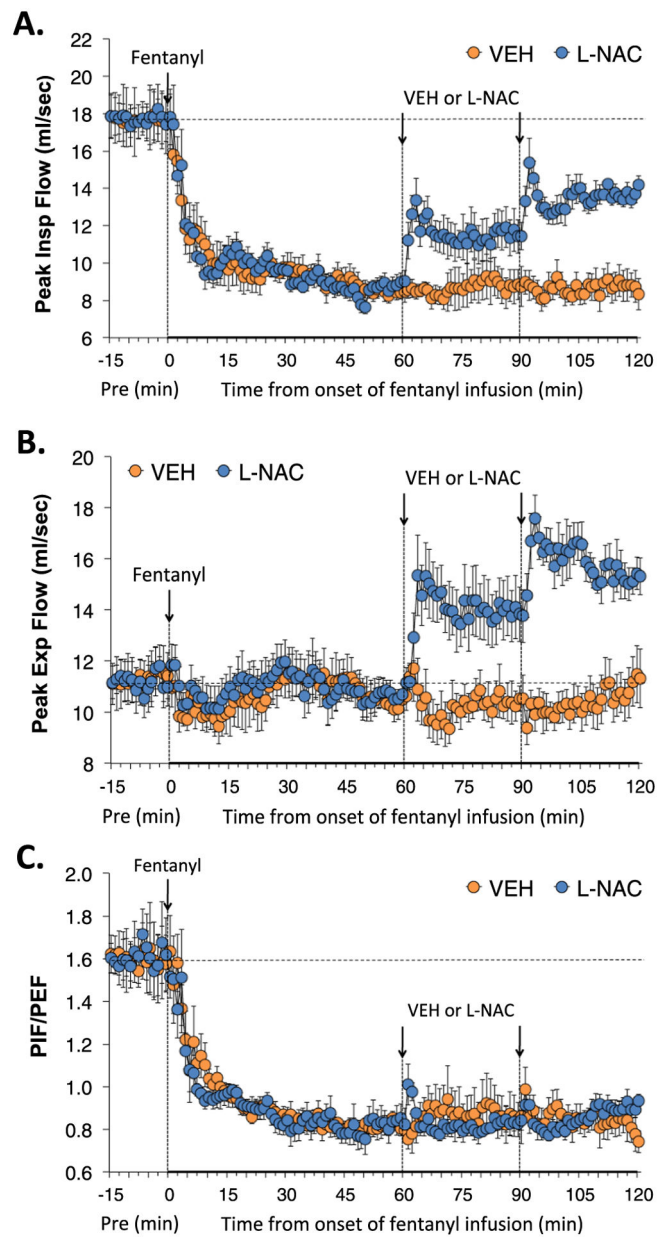 A.
22
20
18
16
14
12
10
8
6
Peak Insp Flow (ml/sec)
Fentanyl
VEH
L-NAC
VEH or L-NAC
-15 0 15 30 45 60 75 90 105 120
Pre (min) Time from onset of fentanyl infusion (min)
B.
20
18
16
14
12
10
8
Peak Exp Flow (ml/sec)
VEH
L-NAC
VEH or L-NAC
Fentanyl
-15 0 15 30 45 60 75 90 105 120
Pre (min) Time from onset of fentanyl infusion (min)
C.
2.0
1.8
1.6
1.4
1.2
1.0
0.8
0.6
PIF/PEF
Fentanyl
VEH
L-NAC
VEH or L-NAC
-15 0 15 30 45 60 75 90 105 120
Pre (min) Time from onset of fentanyl infusion (min)